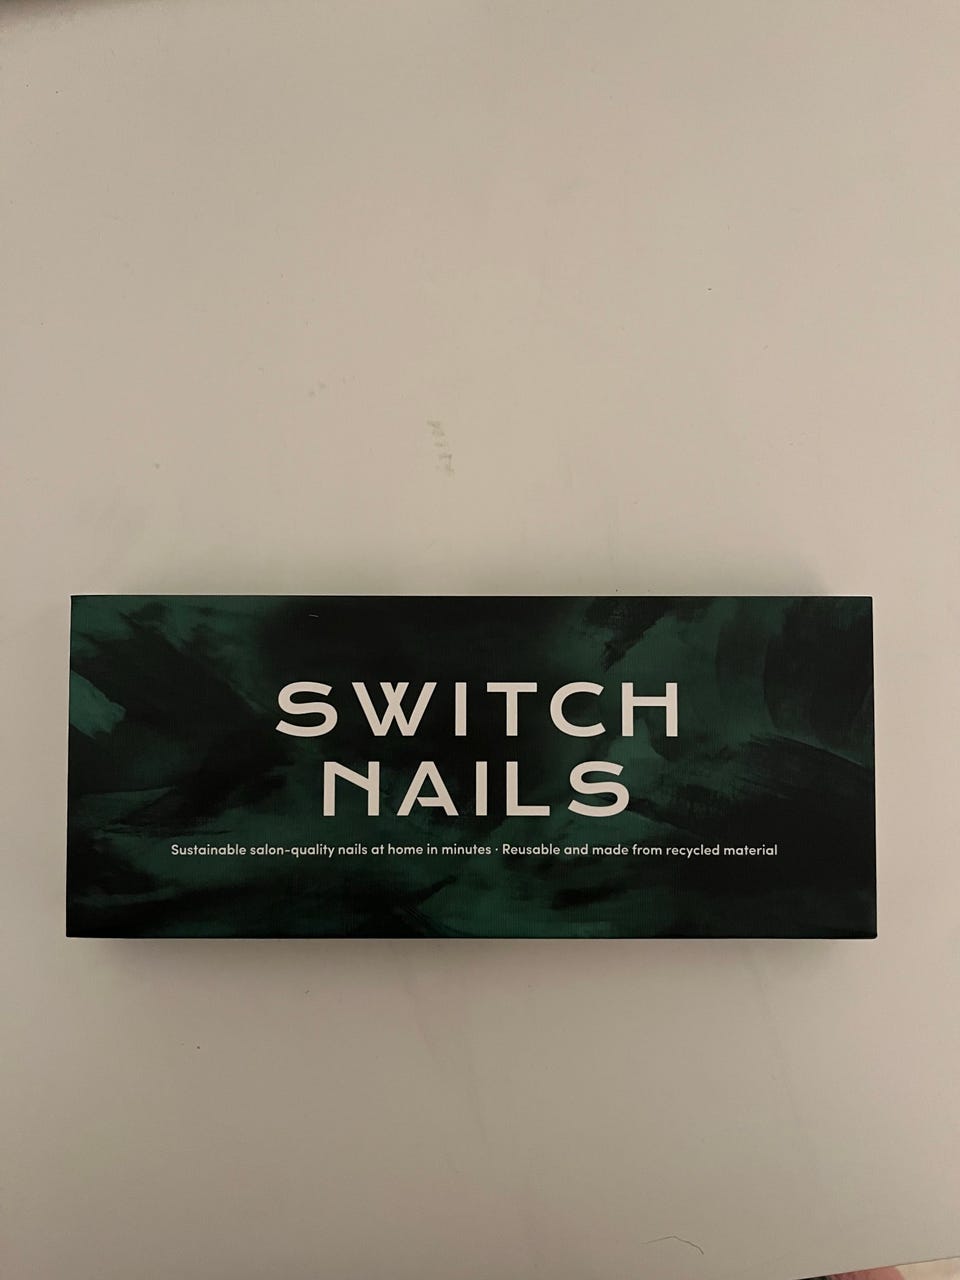 SWITCH
NAILS
Sustainable salon-quality nails at home in minutes · Reusable and made from recycled material